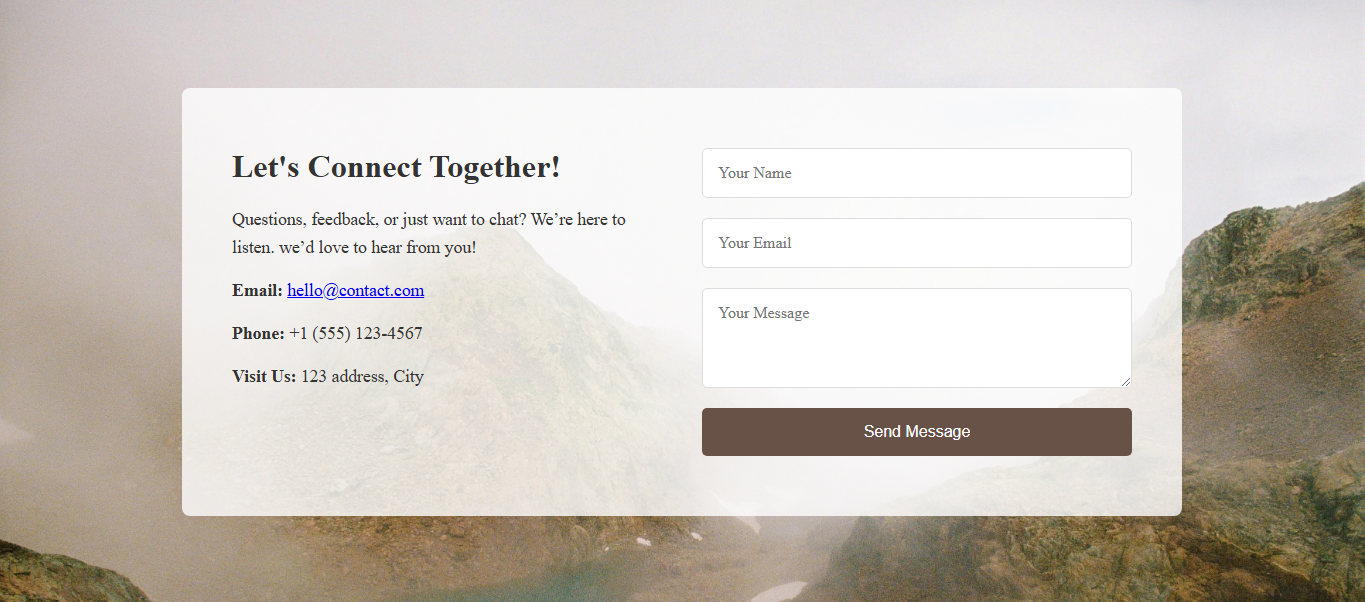 Let's Connect Together!
Questions, feedback, or just want to chat? We’re here to
listen. we’d love to hear from you!
Email: hello@contact.com
Phone: +1 (555) 123-4567
Visit Us: 123 address, City
Your Name
Your Email
Your Message
Send Message